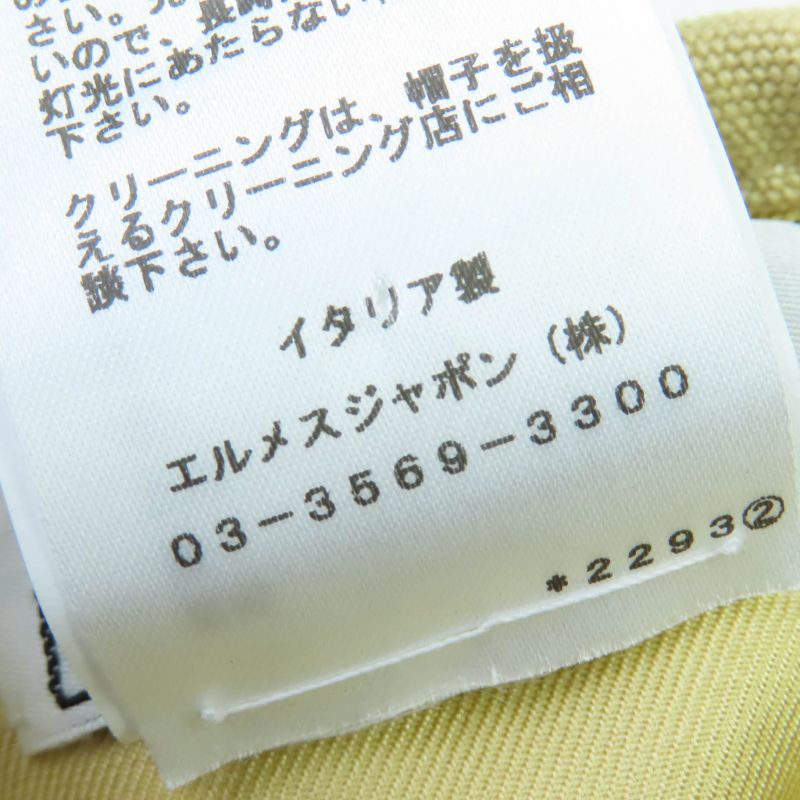 さい。
いので、長時
灯光にあたらない
下さい。
クリーニングは、帽子を扱
えるクリーニング店にご相
談下さい。
イタリア製
エルメスジャポン（株）
03-3569-3300
*2293②